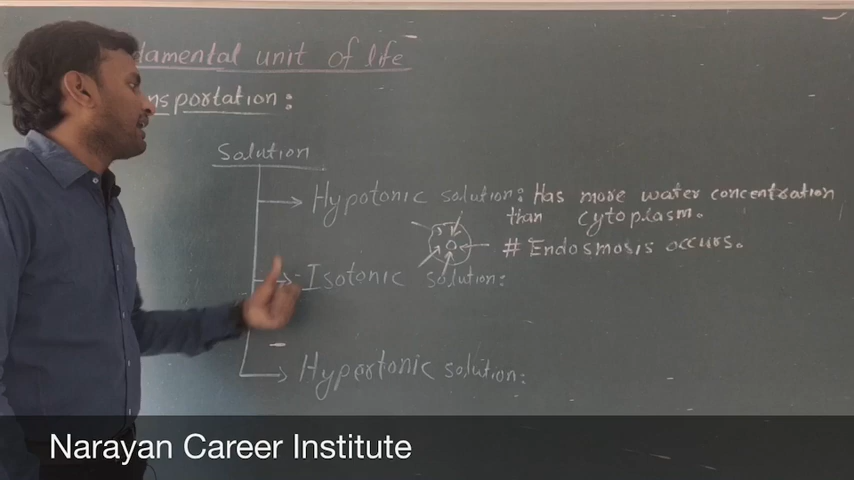 damental unit of life
nsportation:
Solution
Hypotonic solution: Has more water concentration
than cytoplasm.
# Endosmosis occurs.
Isotonic solution:
Hypertonic solution:
Narayan Career Institute